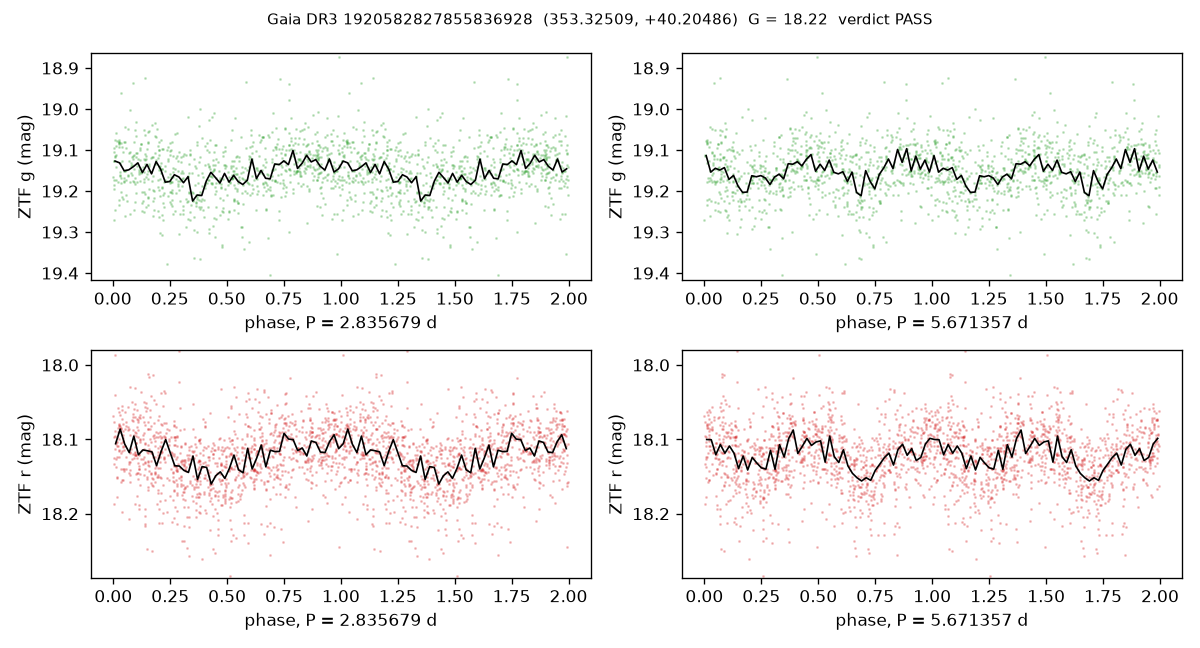 Gaia DR3 1920582827855836928  (353.32509, +40.20486)  G = 18.22  verdict PASS
ZTF g (mag)
18.9
19.0
19.1
19.2
19.3
19.4
0.00 0.25 0.50 0.75 1.00 1.25 1.50 1.75 2.00
phase, P = 2.835679 d
ZTF g (mag)
18.9
19.0
19.1
19.2
19.3
19.4
0.00 0.25 0.50 0.75 1.00 1.25 1.50 1.75 2.00
phase, P = 5.671357 d
ZTF r (mag)
18.0
18.1
18.2
0.00 0.25 0.50 0.75 1.00 1.25 1.50 1.75 2.00
phase, P = 2.835679 d
ZTF r (mag)
18.0
18.1
18.2
0.00 0.25 0.50 0.75 1.00 1.25 1.50 1.75 2.00
phase, P = 5.671357 d